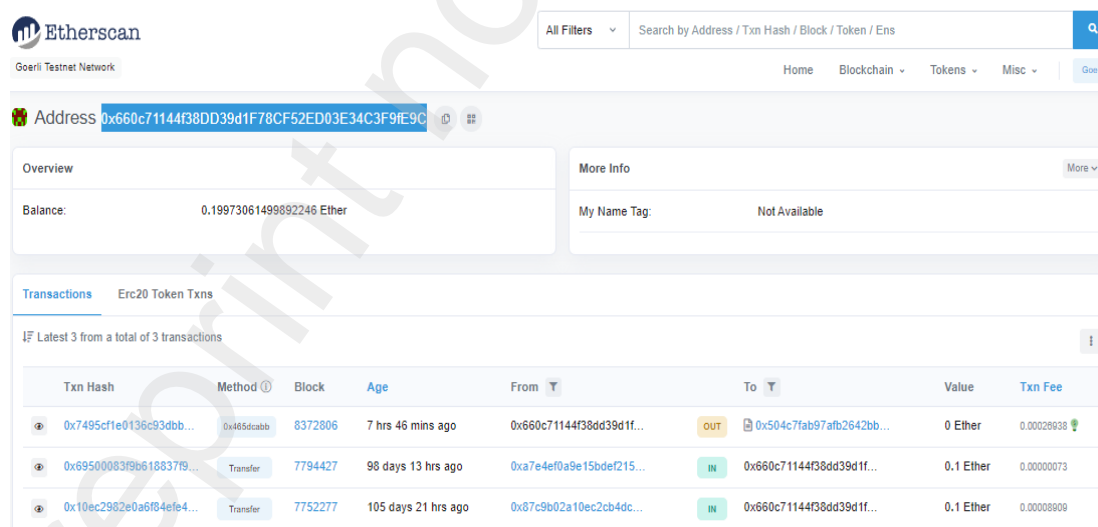 Etherscan
All Filters Search by Address / Txn Hash / Block / Token / Ens
Goerli Testnet Network
Home Blockchain Tokens Misc Goe
Address 0x660c71144f38DD39d1F78CF52ED03E34C3F9fE9C
Overview
More Info More
Balance: 0.19973061499892246 Ether
My Name Tag: Not Available
Transactions Erc20 Token Txns
Latest 3 from a total of 3 transactions
Txn Hash Method Block Age From To Value Txn Fee
0x7495cf1e0136c93dbb... 0x465dcabb 8372806 7 hrs 46 mins ago 0x660c71144f38dd39d1f... OUT 0x504c7fab97afb2642bb... 0 Ether 0.00026938
0x69500083f9b618837f9... Transfer 7794427 98 days 13 hrs ago 0xa7e4ef0a9e15bdef215... IN 0x660c71144f38dd39d1f... 0.1 Ether 0.00000073
0x10ec2982e0a6f84efe4... Transfer 7752277 105 days 21 hrs ago 0x87c9b02a10ec2cb4dc... IN 0x660c71144f38dd39d1f... 0.1 Ether 0.00008909
eprint no